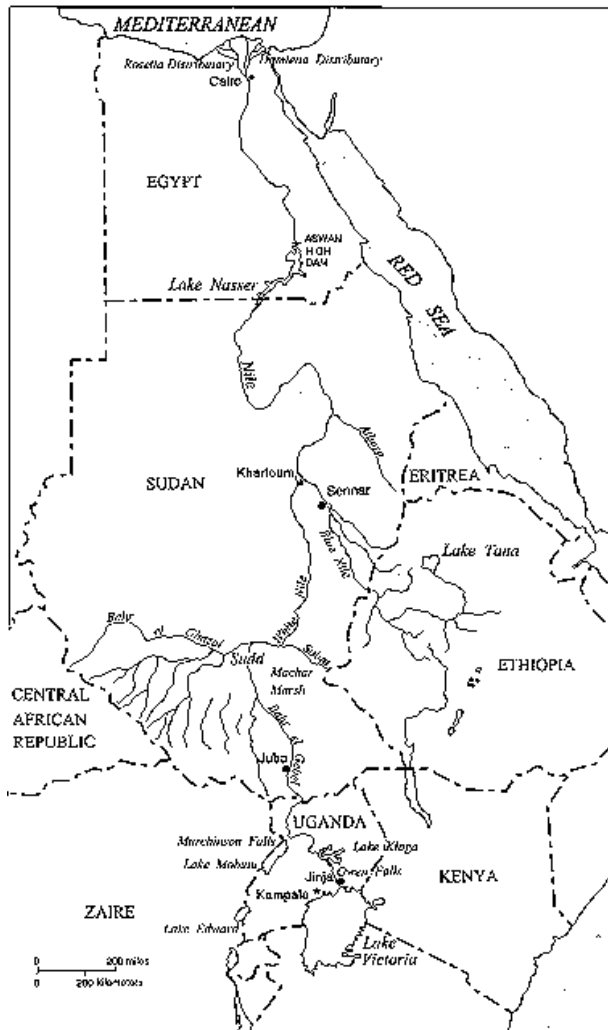 MEDITERRANEAN
Rosetta Distributary
Damietta Distributary
Cairo
EGYPT
ASWAN
HIGH
DAM
Lake Nasser
RED SEA
Nile
Atbara
Khartoum
Sennar
SUDAN
ERITREA
Blue Nile
Lake Tana
White Nile
Bahr el Ghazal
Sobat
Sudd
Machar
Marsh
ETHIOPIA
CENTRAL
AFRICAN
REPUBLIC
Bahr el Gebel
Juba
UGANDA
Murchison Falls
Lake Kioga
Lake Mobutu
Owen Falls
Jinja
KENYA
Kampala
ZAIRE
Lake Edward
Lake
Victoria
0 200 miles
0 200 kilometers